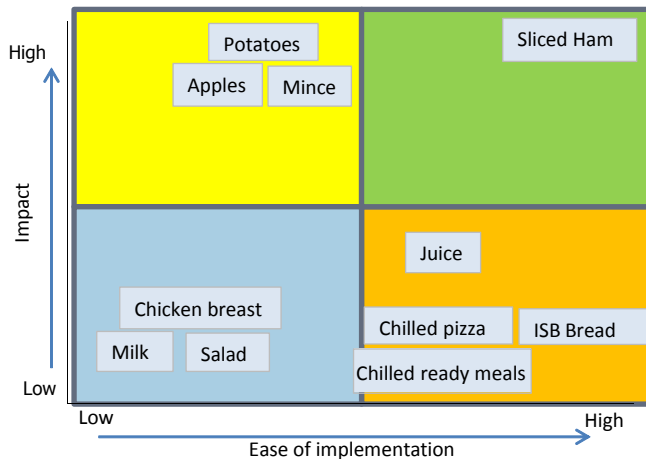 High
Potatoes
Sliced Ham
Apples
Mince
Impact
Juice
Chicken breast
Chilled pizza
ISB Bread
Milk
Salad
Chilled ready meals
Low
Low
High
Ease of implementation